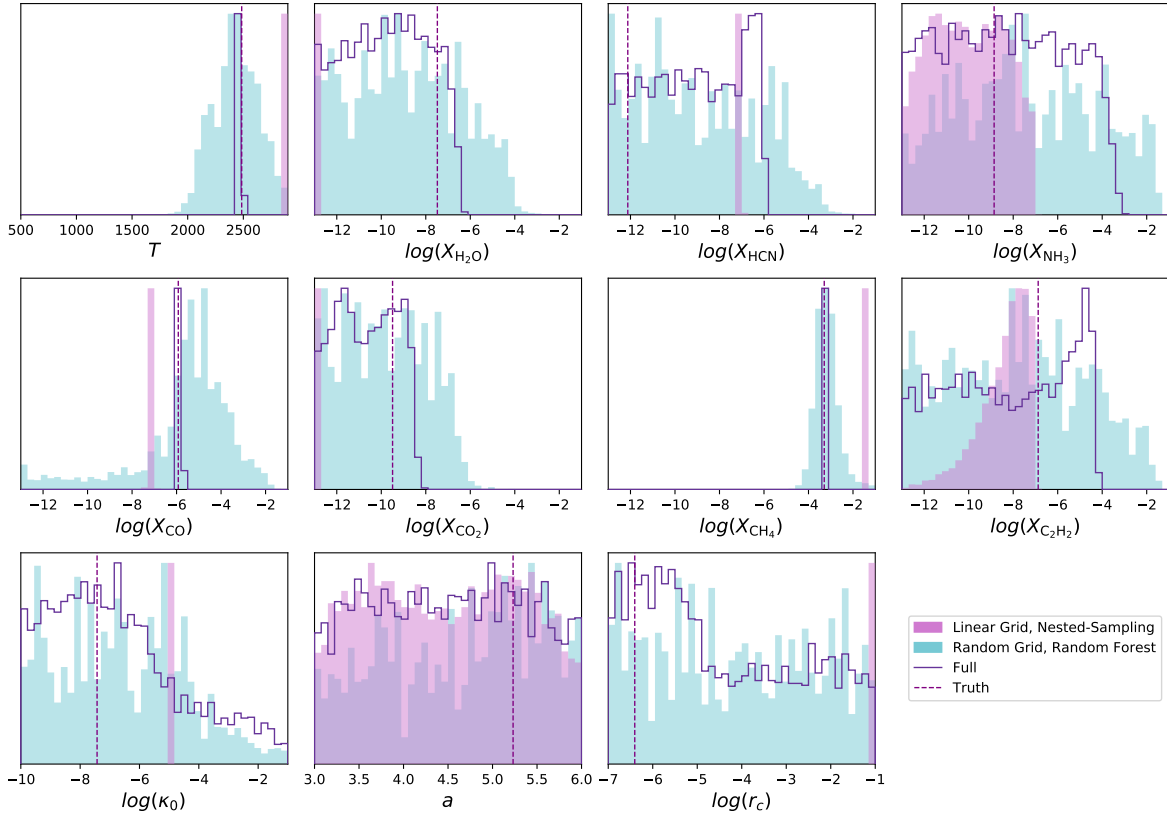 500 1000 1500 2000 2500
T
−12 −10 −8 −6 −4 −2
log(X_H₂O)
−12 −10 −8 −6 −4 −2
log(X_HCN)
−12 −10 −8 −6 −4 −2
log(X_NH₃)
−12 −10 −8 −6 −4 −2
log(X_CO)
−12 −10 −8 −6 −4 −2
log(X_CO₂)
−12 −10 −8 −6 −4 −2
log(X_CH₄)
−12 −10 −8 −6 −4 −2
log(X_C₂H₂)
−10 −8 −6 −4 −2
log(κ₀)
3.0 3.5 4.0 4.5 5.0 5.5 6.0
a
−7 −6 −5 −4 −3 −2 −1
log(r_c)
Linear Grid, Nested-Sampling
Random Grid, Random Forest
Full
Truth